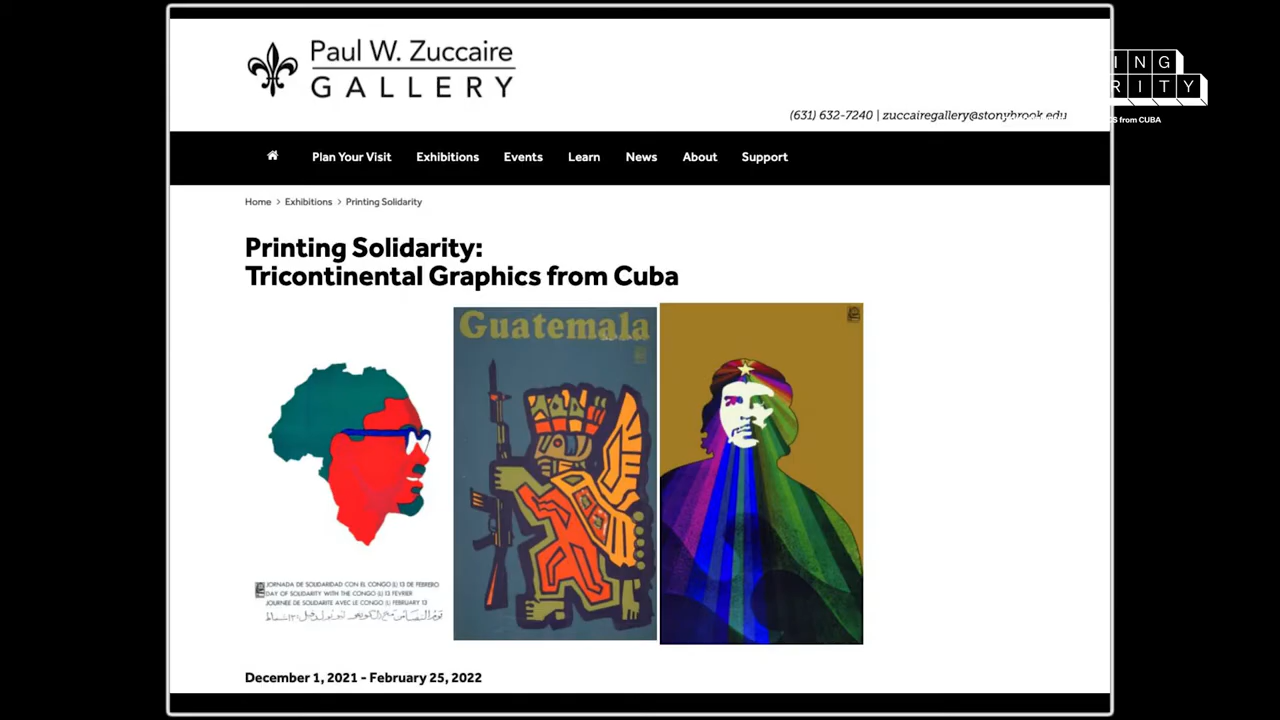 Paul W. Zuccaire
GALLERY
(631) 632-7240 | zuccairegallery@stonybrook.edu
ING
RITY
from CUBA
Plan Your Visit Exhibitions Events Learn News About Support
Home > Exhibitions > Printing Solidarity
Printing Solidarity:
Tricontinental Graphics from Cuba
Guatemala
JORNADA DE SOLIDARIDAD CON EL CONGO (L) 13 DE FEBRERO
DAY OF SOLIDARITY WITH THE CONGO (L) 13 FEVRIER
JOURNEE DE SOLIDARITE AVEC LE CONGO (L) FEBRUARY 13
December 1, 2021 - February 25, 2022